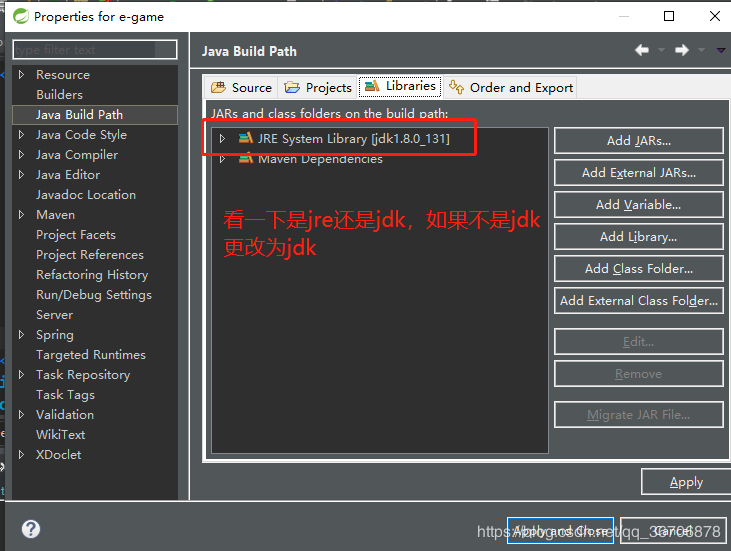 Properties for e-game
type filter text
Resource
Builders
Java Build Path
Java Code Style
Java Compiler
Java Editor
Javadoc Location
Maven
Project Facets
Project References
Refactoring History
Run/Debug Settings
Server
Spring
Targeted Runtimes
Task Repository
Task Tags
Validation
WikiText
XDoclet
Java Build Path
Source
Projects
Libraries
Order and Export
JARs and class folders on the build path:
JRE System Library [jdk1.8.0_131]
Maven Dependencies
看一下是jre还是jdk，如果不是jdk
更改为jdk
Add JARs...
Add External JARs...
Add Variable...
Add Library...
Add Class Folder...
Add External Class Folder...
Edit...
Remove
Migrate JAR File...
Apply
Apply and Close
Cancel
https://blog.csdn.net/qq_36706878